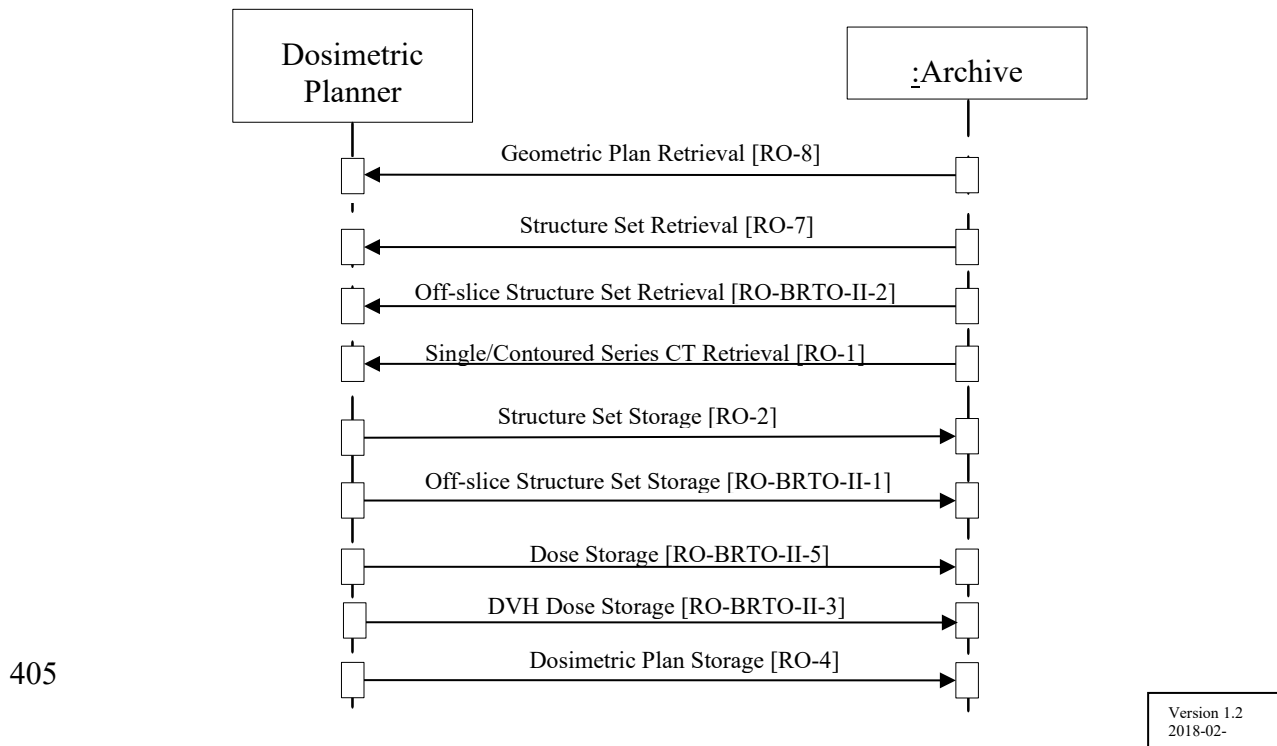 Dosimetric
Planner
:Archive
Geometric Plan Retrieval [RO-8]
Structure Set Retrieval [RO-7]
Off-slice Structure Set Retrieval [RO-BRTO-II-2]
Single/Contoured Series CT Retrieval [RO-1]
Structure Set Storage [RO-2]
Off-slice Structure Set Storage [RO-BRTO-II-1]
Dose Storage [RO-BRTO-II-5]
DVH Dose Storage [RO-BRTO-II-3]
Dosimetric Plan Storage [RO-4]
405
Version 1.2
2018-02-